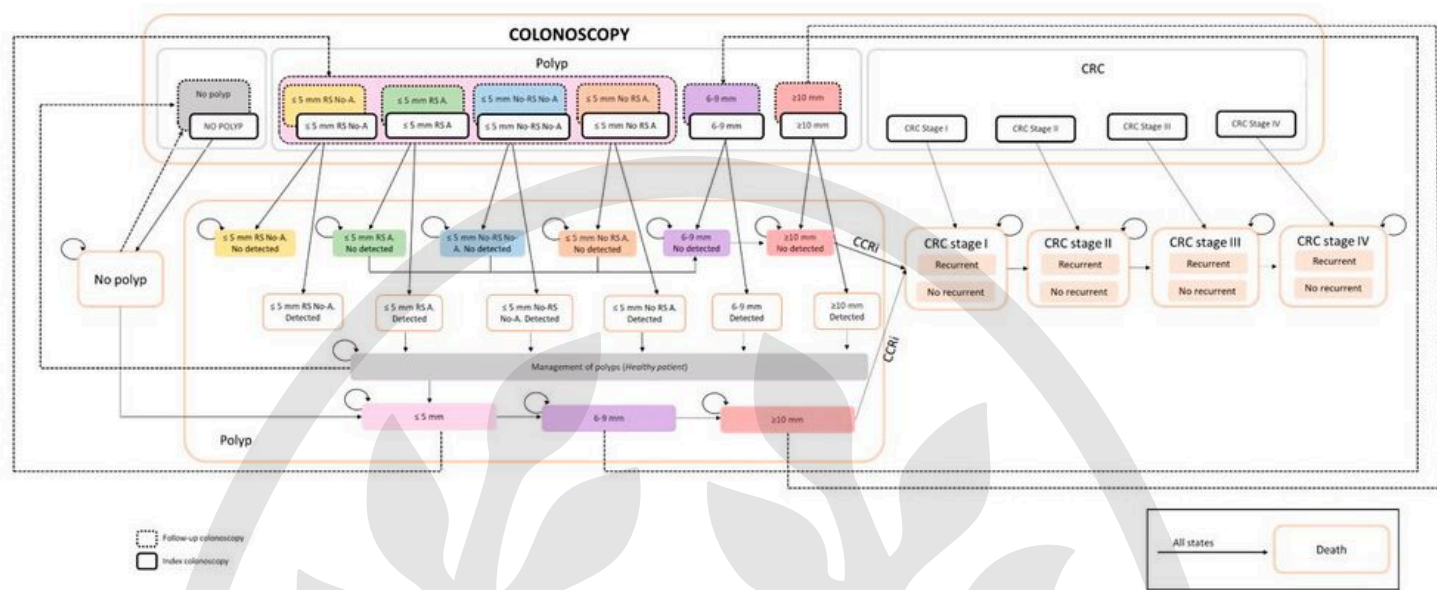 COLONOSCOPY
Polyp
CRC
No polyp
NO POLYP
≤ 5 mm RS No-A.
≤ 5 mm RS No-A
≤ 5 mm RS A.
≤ 5 mm RS A
≤ 5 mm No-RS No-A
≤ 5 mm No-RS No-A
≤ 5 mm No RS A.
≤ 5 mm No RS A
6-9 mm
6-9 mm
≥10 mm
≥10 mm
CRC Stage I
CRC Stage II
CRC Stage III
CRC Stage IV
≤ 5 mm RS No-A.
No detected
≤ 5 mm RS A.
No detected
≤ 5 mm No-RS No-
A. No detected
≤ 5 mm No RS A.
No detected
6-9 mm
No detected
≥10 mm
No detected
CCRi
CRC stage I
Recurrent
No recurrent
CRC stage II
Recurrent
No recurrent
CRC stage III
Recurrent
No recurrent
CRC stage IV
Recurrent
No recurrent
No polyp
≤ 5 mm RS No-A.
Detected
≤ 5 mm RS A.
Detected
≤ 5 mm No-RS
No-A. Detected
≤ 5 mm No RS A.
Detected
6-9 mm
Detected
≥10 mm
Detected
CCRi
Management of polyps (Healthy patient)
≤ 5 mm
6-9 mm
≥10 mm
Polyp
Follow-up colonoscopy
Index colonoscopy
All states
Death